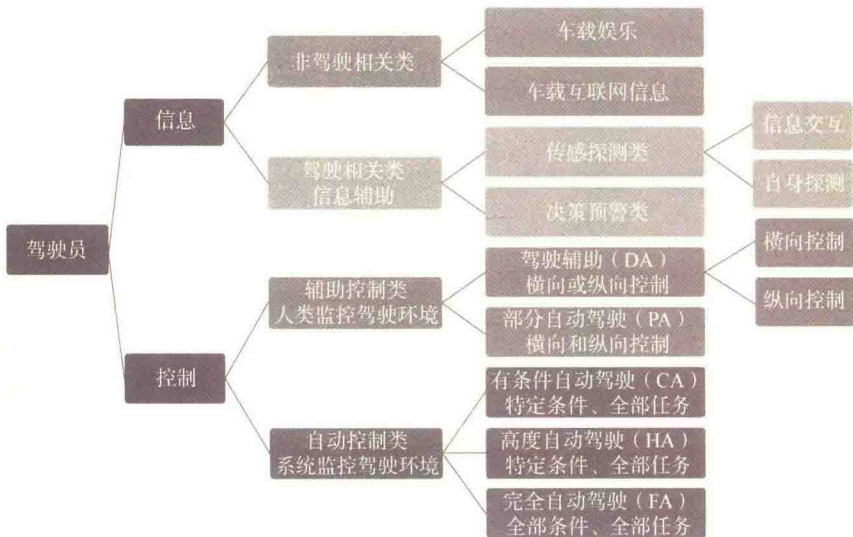 驾驶员
信息
非驾驶相关类
车载娱乐
车载互联网信息
驾驶相关类
信息辅助
传感探测类
信息交互
自身探测
决策预警类
控制
辅助控制类
人类监控驾驶环境
驾驶辅助（DA）
横向或纵向控制
横向控制
纵向控制
部分自动驾驶（PA）
横向和纵向控制
自动控制类
系统监控驾驶环境
有条件自动驾驶（CA）
特定条件、全部任务
高度自动驾驶（HA）
特定条件、全部任务
完全自动驾驶（FA）
全部条件、全部任务